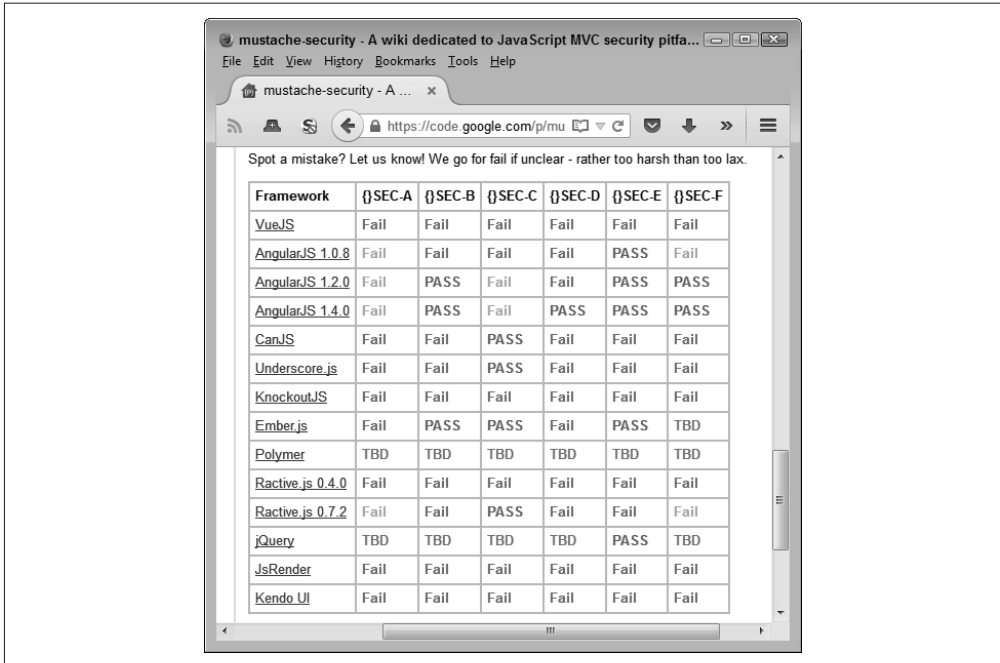 mustache-security - A wiki dedicated to JavaScript MVC security pitfa...
File Edit View History Bookmarks Tools Help
mustache-security - A ...
https://code.google.com/p/mu
Spot a mistake? Let us know! We go for fail if unclear - rather too harsh than too lax.
Framework {}SEC-A {}SEC-B {}SEC-C {}SEC-D {}SEC-E {}SEC-F
VueJS Fail Fail Fail Fail Fail Fail
AngularJS 1.0.8 Fail Fail Fail Fail PASS Fail
AngularJS 1.2.0 Fail PASS Fail Fail PASS PASS
AngularJS 1.4.0 Fail PASS Fail PASS PASS PASS
CanJS Fail Fail PASS Fail Fail Fail
Underscore.js Fail Fail PASS Fail Fail Fail
KnockoutJS Fail Fail Fail Fail Fail Fail
Ember.js Fail PASS PASS Fail PASS TBD
Polymer TBD TBD TBD TBD TBD TBD
Ractive.js 0.4.0 Fail Fail Fail Fail Fail Fail
Ractive.js 0.7.2 Fail Fail PASS Fail Fail Fail
jQuery TBD TBD TBD TBD PASS TBD
JsRender Fail Fail Fail Fail Fail Fail
Kendo UI Fail Fail Fail Fail Fail Fail